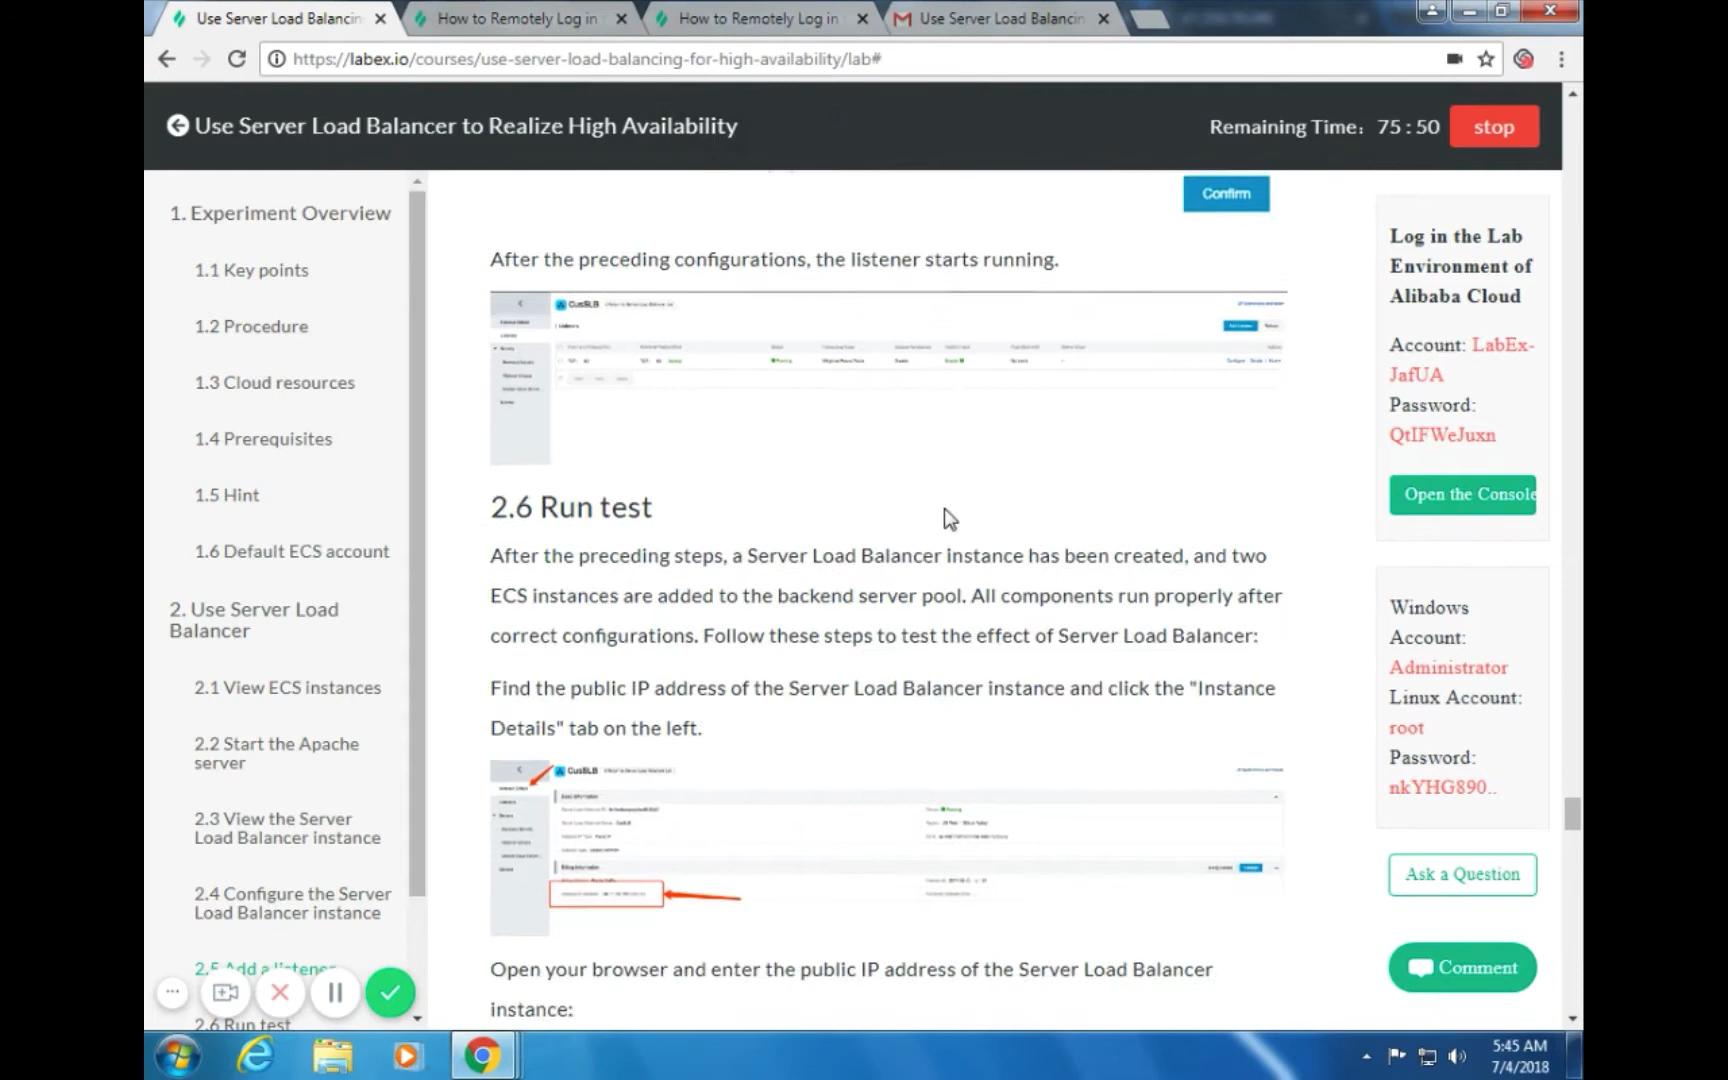 Use Server Load Balancin
How to Remotely Log in
How to Remotely Log in
Use Server Load Balancin
https://labex.io/courses/use-server-load-balancing-for-high-availability/lab#
Use Server Load Balancer to Realize High Availability
Remaining Time: 75:50
stop
1. Experiment Overview
1.1 Key points
1.2 Procedure
1.3 Cloud resources
1.4 Prerequisites
1.5 Hint
1.6 Default ECS account
2. Use Server Load
Balancer
2.1 View ECS instances
2.2 Start the Apache
server
2.3 View the Server
Load Balancer instance
2.4 Configure the Server
Load Balancer instance
2.5 Add a listener
2.6 Run test
Confirm
After the preceding configurations, the listener starts running.
CusSLB
2.6 Run test
After the preceding steps, a Server Load Balancer instance has been created, and two
ECS instances are added to the backend server pool. All components run properly after
correct configurations. Follow these steps to test the effect of Server Load Balancer:
Find the public IP address of the Server Load Balancer instance and click the "Instance
Details" tab on the left.
CusSLB
Open your browser and enter the public IP address of the Server Load Balancer
instance:
Log in the Lab
Environment of
Alibaba Cloud
Account: LabEx-
JafUA
Password:
QtIFWeJuxn
Open the Console
Windows
Account:
Administrator
Linux Account:
root
Password:
nkYHG890..
Ask a Question
Comment
5:45 AM
7/4/2018